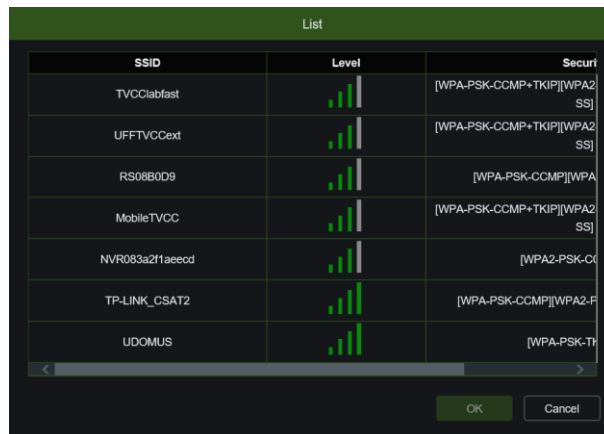 List
SSID Level Securi
TVCClabfast [WPA-PSK-CCMP+TKIP][WPA2-
SS]
UFFTVCCext [WPA-PSK-CCMP+TKIP][WPA2-
SS]
RS08B0D9 [WPA-PSK-CCMP][WPA
MobileTVCC [WPA-PSK-CCMP+TKIP][WPA2-
SS]
NVR083a2f1aeecd [WPA2-PSK-CC
TP-LINK_CSAT2 [WPA-PSK-CCMP][WPA2-P
UDOMUS [WPA-PSK-TK
OK Cancel